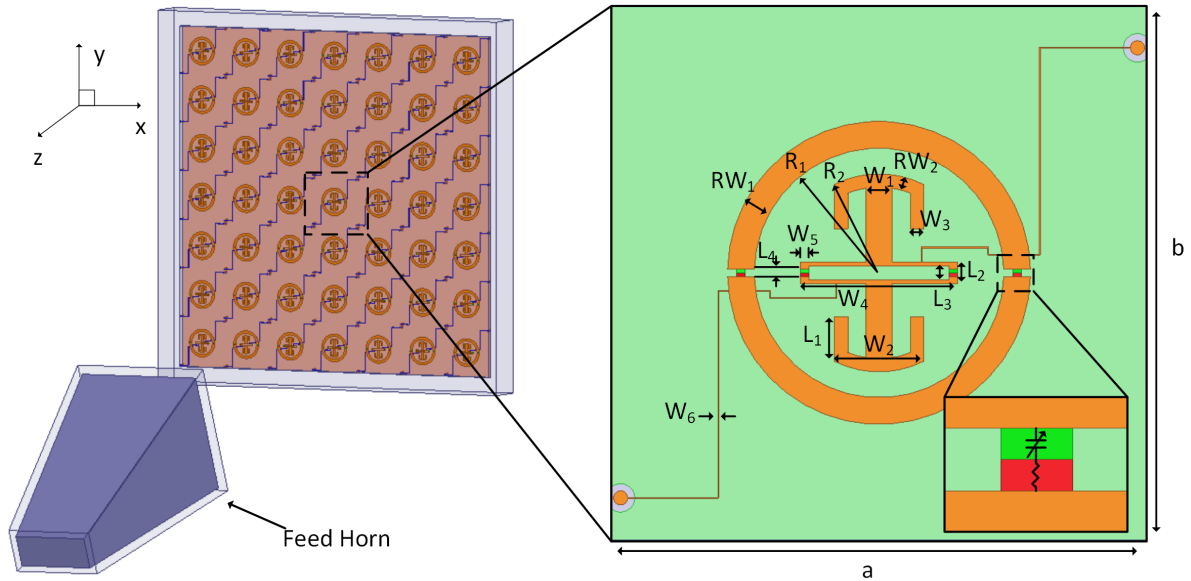 y
x
z
Feed Horn
R₁
RW₂
R₂
W₁
RW₁
W₃
W₅
L₄
L₂
W₄
L₃
L₁
W₂
W₆
b
a